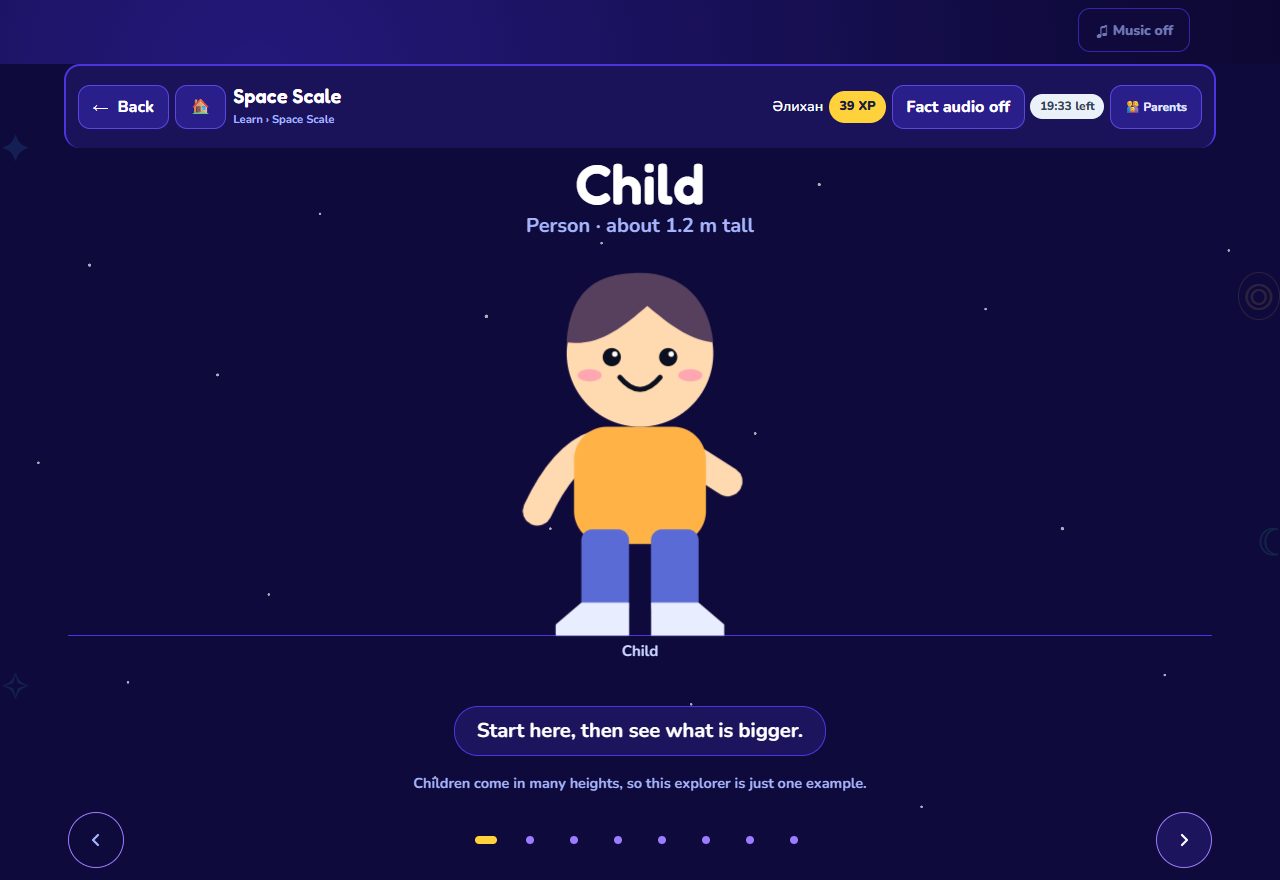 ♫ Music off
← Back
Space Scale
Learn › Space Scale
Әлихан
39 XP
Fact audio off
19:33 left
Parents
Child
Person · about 1.2 m tall
Child
Start here, then see what is bigger.
Children come in many heights, so this explorer is just one example.